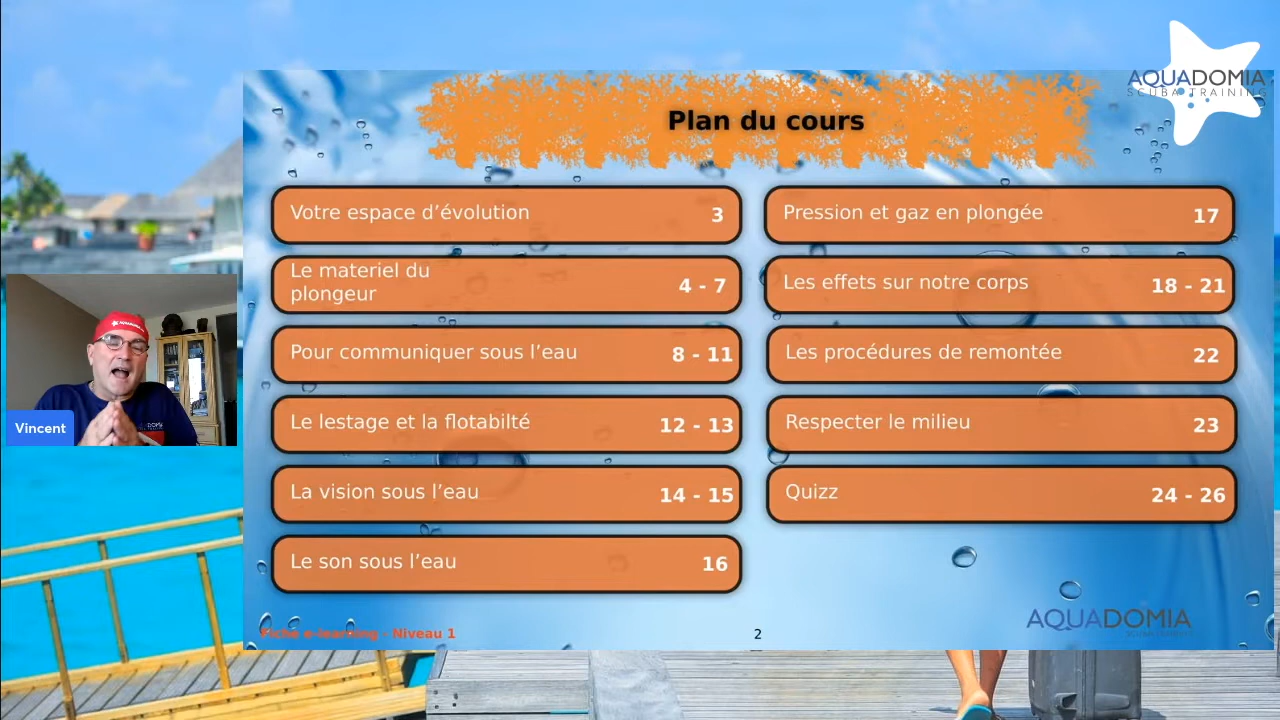 AQUADOMIA
SCUBA TRAINING
Plan du cours
Votre espace d’évolution 3
Le materiel du
plongeur 4 - 7
Pour communiquer sous l’eau 8 - 11
Le lestage et la flotabilté 12 - 13
La vision sous l’eau 14 - 15
Le son sous l’eau 16
Pression et gaz en plongée 17
Les effets sur notre corps 18 - 21
Les procédures de remontée 22
Respecter le milieu 23
Quizz 24 - 26
Vincent
Fiche e-learning - Niveau 1
2
AQUADOMIA